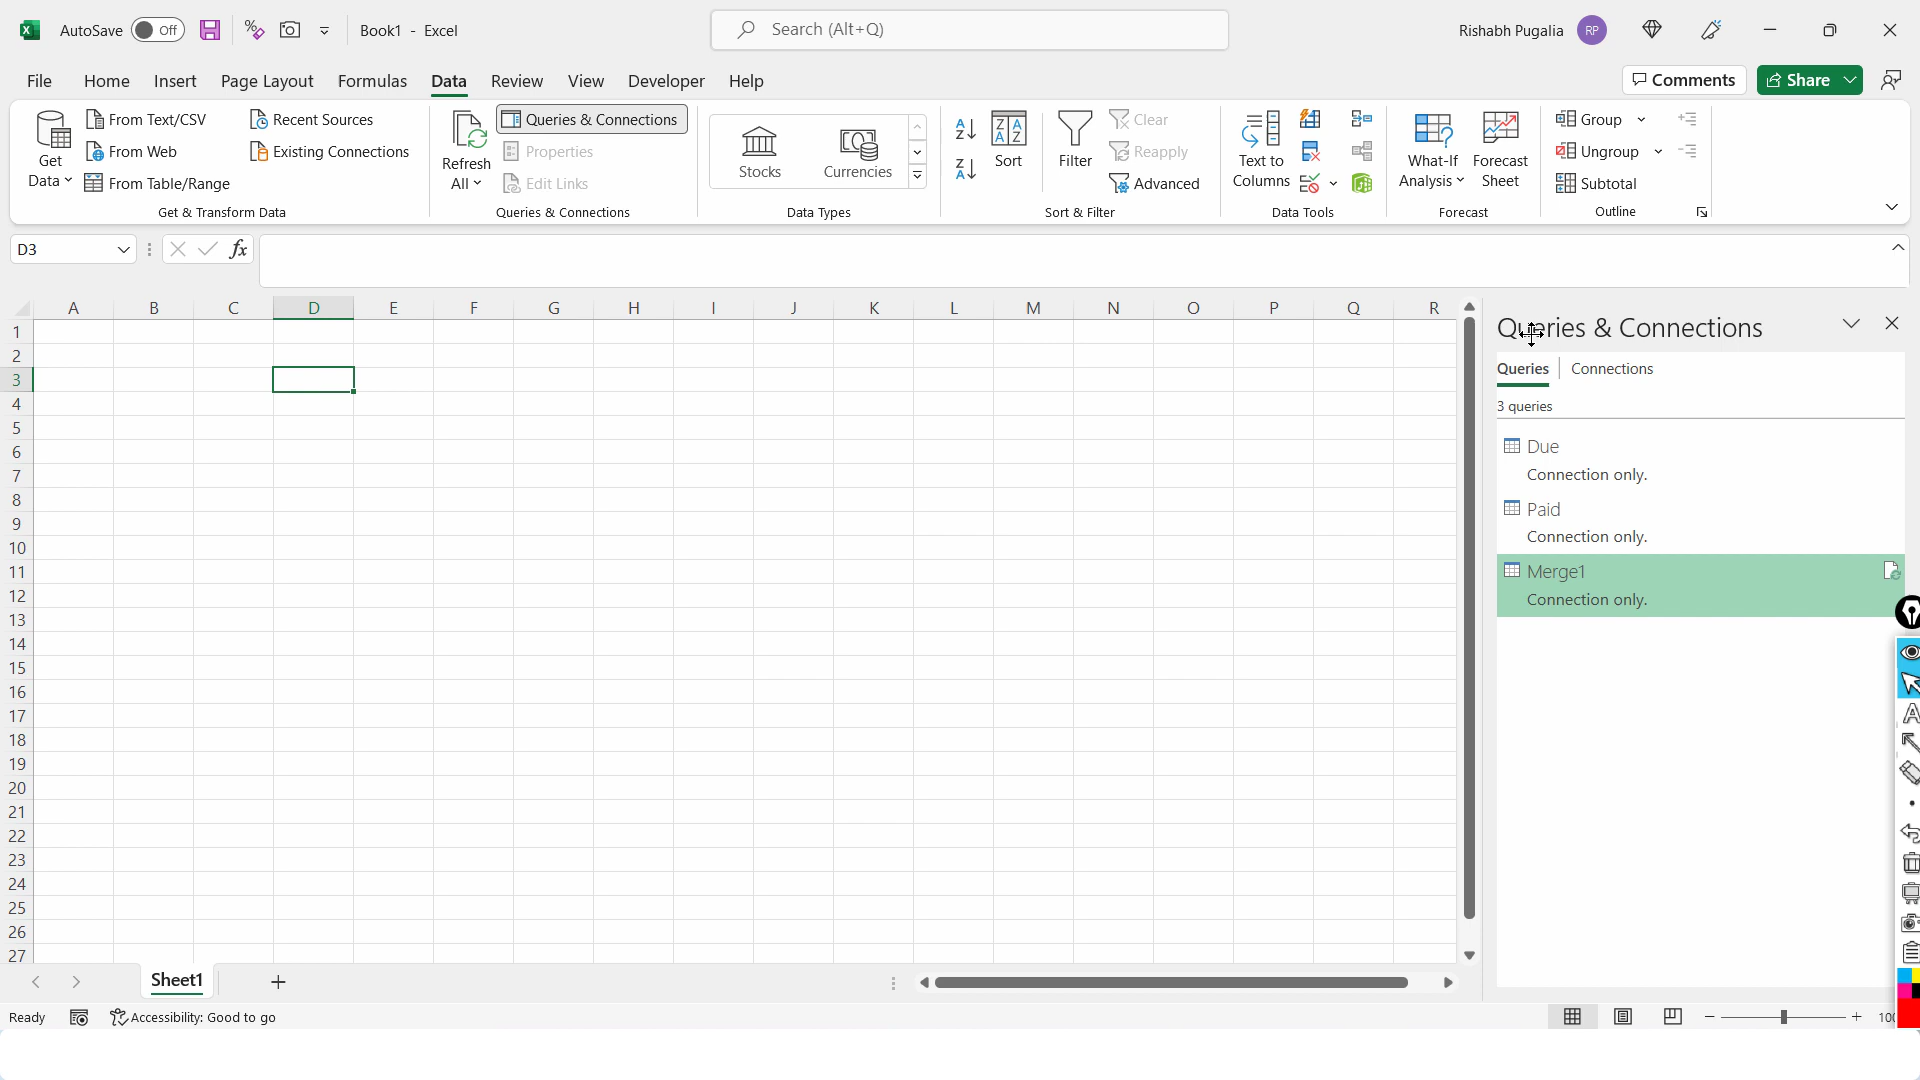 AutoSave Off Book1 - Excel Search (Alt+Q) Rishabh Pugalia RP
File Home Insert Page Layout Formulas Data Review View Developer Help Comments Share
Get Data
From Text/CSV
From Web
From Table/Range
Recent Sources
Existing Connections
Get & Transform Data
Refresh All
Queries & Connections
Properties
Edit Links
Queries & Connections
Stocks
Currencies
Data Types
Sort
Filter
Clear
Reapply
Advanced
Sort & Filter
Text to Columns
Data Tools
What-If Analysis
Forecast Sheet
Forecast
Group
Ungroup
Subtotal
Outline
D3 fx
A B C D E F G H I J K L M N O P Q R
1
2
3
4
5
6
7
8
9
10
11
12
13
14
15
16
17
18
19
20
21
22
23
24
25
26
27
Queries & Connections
Queries Connections
3 queries
Due
Connection only.
Paid
Connection only.
Merge1
Connection only.
Sheet1
Ready Accessibility: Good to go